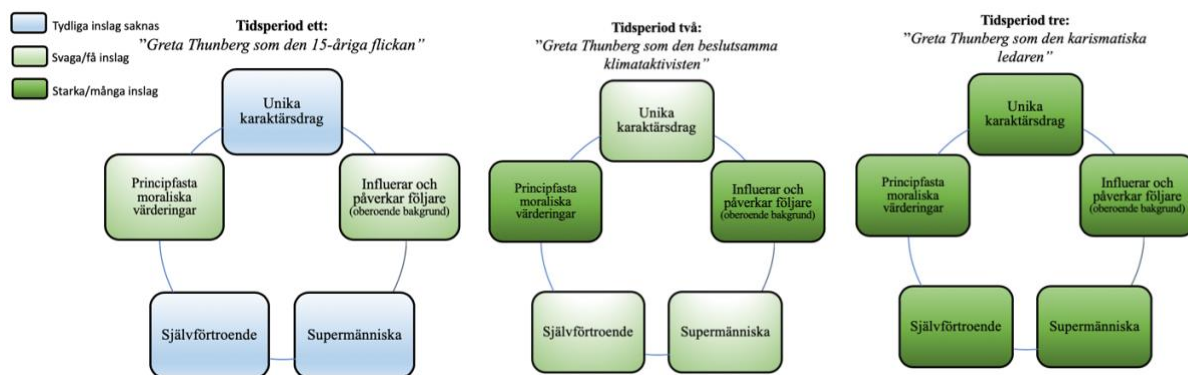 Tydliga inslag saknas
Svaga/få inslag
Starka/många inslag
Tidsperiod ett:
”Greta Thunberg som den 15-åriga flickan”
Unika
karaktärsdrag
Principfasta
moraliska
värderingar
Influerar och
påverkar följare
(oberoende bakgrund)
Självförtroende
Supermänniska
Tidsperiod två:
”Greta Thunberg som den beslutsamma
klimataktivisten”
Unika
karaktärsdrag
Principfasta
moraliska
värderingar
Influerar och
påverkar följare
(oberoende bakgrund)
Självförtroende
Supermänniska
Tidsperiod tre:
”Greta Thunberg som den karismatiska
ledaren”
Unika
karaktärsdrag
Principfasta
moraliska
värderingar
Influerar och
påverkar följare
(oberoende bakgrund)
Självförtroende
Supermänniska